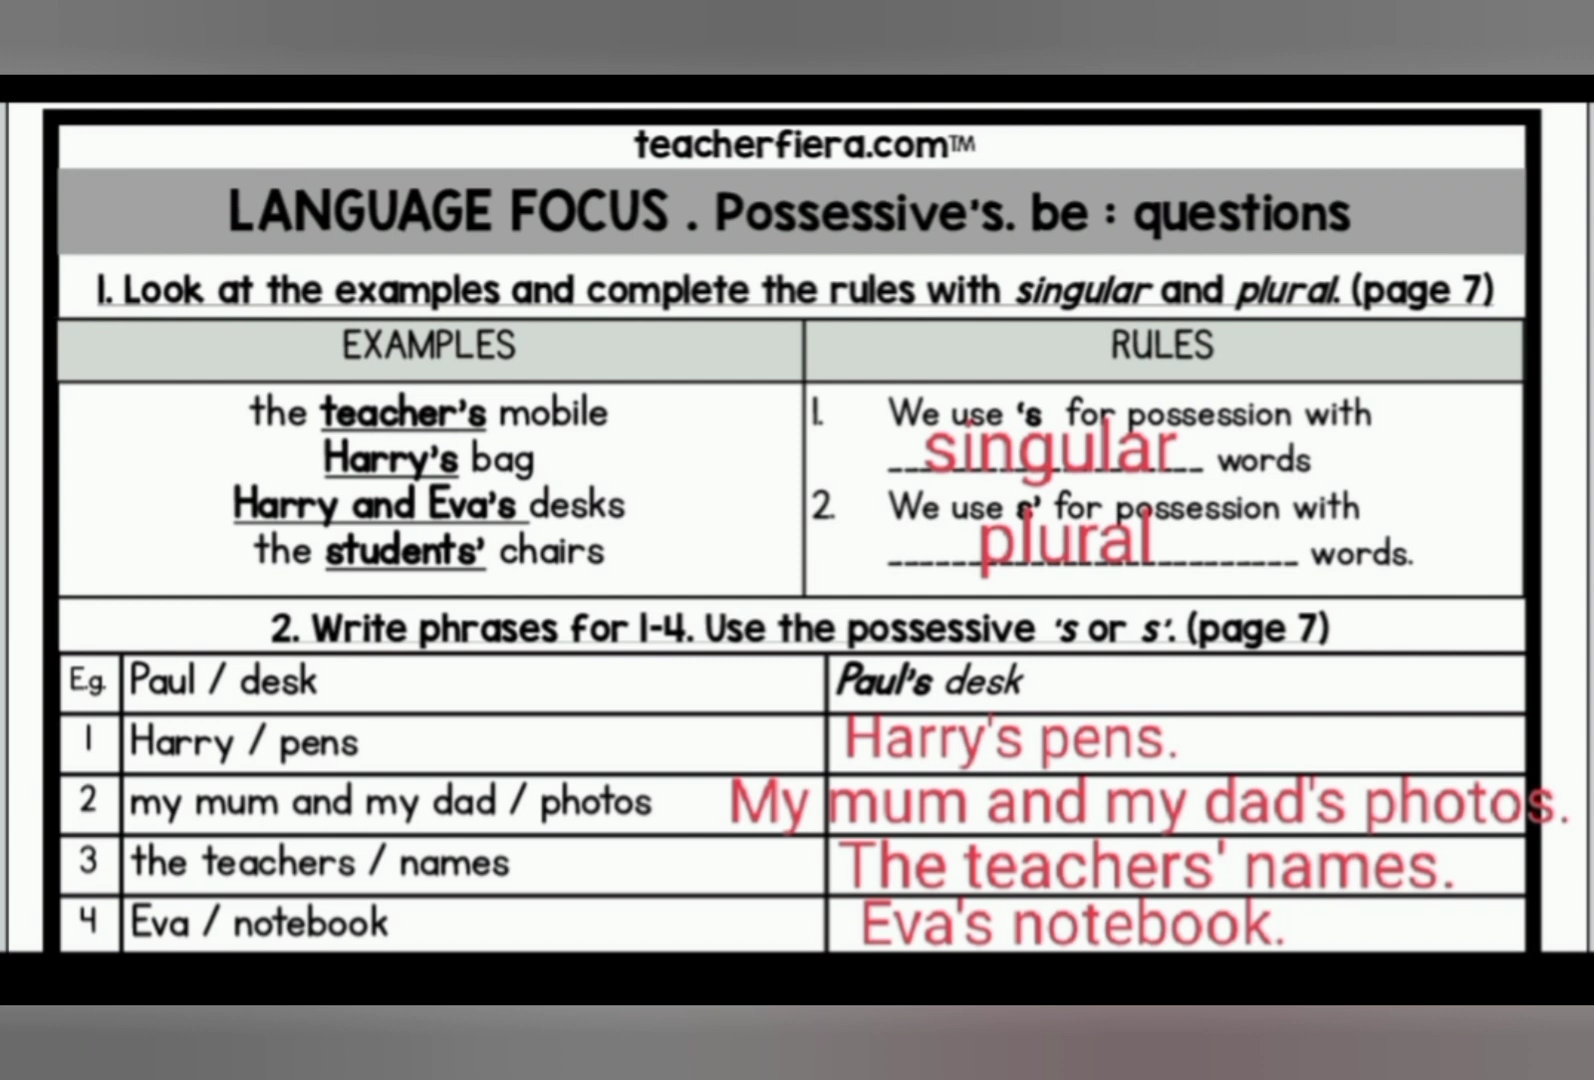 teacherfiera.com™
LANGUAGE FOCUS . Possessive's. be : questions
1. Look at the examples and complete the rules with singular and plural. (page 7)
EXAMPLES
RULES
the teacher's mobile
Harry's bag
Harry and Eva's desks
the students' chairs
1. We use 's for possession with
singular words
2. We use s' for possession with
plural words.
2. Write phrases for 1-4. Use the possessive 's or s'. (page 7)
E.g. Paul / desk Paul's desk
1 Harry / pens Harry's pens.
2 my mum and my dad / photos My mum and my dad's photos.
3 the teachers / names The teachers' names.
4 Eva / notebook Eva's notebook.